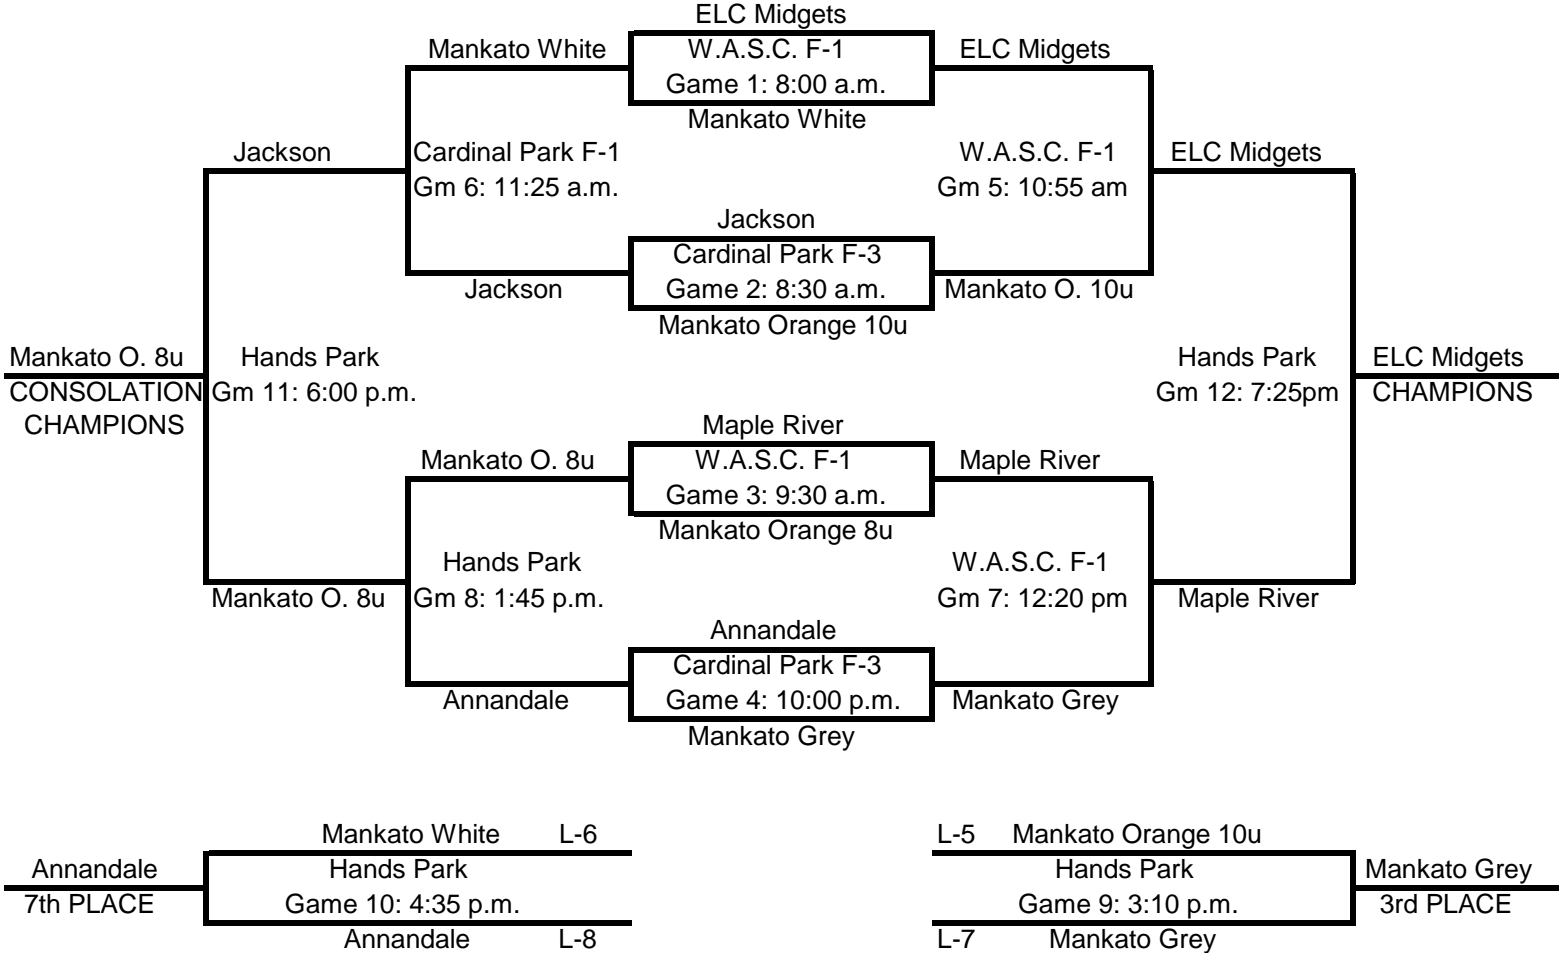 ELC Midgets
Mankato White W.A.S.C. F-1 ELC Midgets
Game 1: 8:00 a.m.
Mankato White
Jackson Cardinal Park F-1 W.A.S.C. F-1 ELC Midgets
Gm 6: 11:25 a.m. Gm 5: 10:55 am
Jackson
Cardinal Park F-3
Jackson Game 2: 8:30 a.m. Mankato O. 10u
Mankato Orange 10u
Mankato O. 8u Hands Park Hands Park ELC Midgets
CONSOLATION Gm 11: 6:00 p.m. Gm 12: 7:25pm CHAMPIONS
CHAMPIONS Maple River
Mankato O. 8u W.A.S.C. F-1 Maple River
Game 3: 9:30 a.m.
Mankato Orange 8u
Hands Park W.A.S.C. F-1
Mankato O. 8u Gm 8: 1:45 p.m. Gm 7: 12:20 pm Maple River
Annandale
Cardinal Park F-3
Annandale Game 4: 10:00 p.m. Mankato Grey
Mankato Grey
Mankato White L-6 L-5 Mankato Orange 10u
Annandale Hands Park Hands Park Mankato Grey
7th PLACE Game 10: 4:35 p.m. Game 9: 3:10 p.m. 3rd PLACE
Annandale L-8 L-7 Mankato Grey